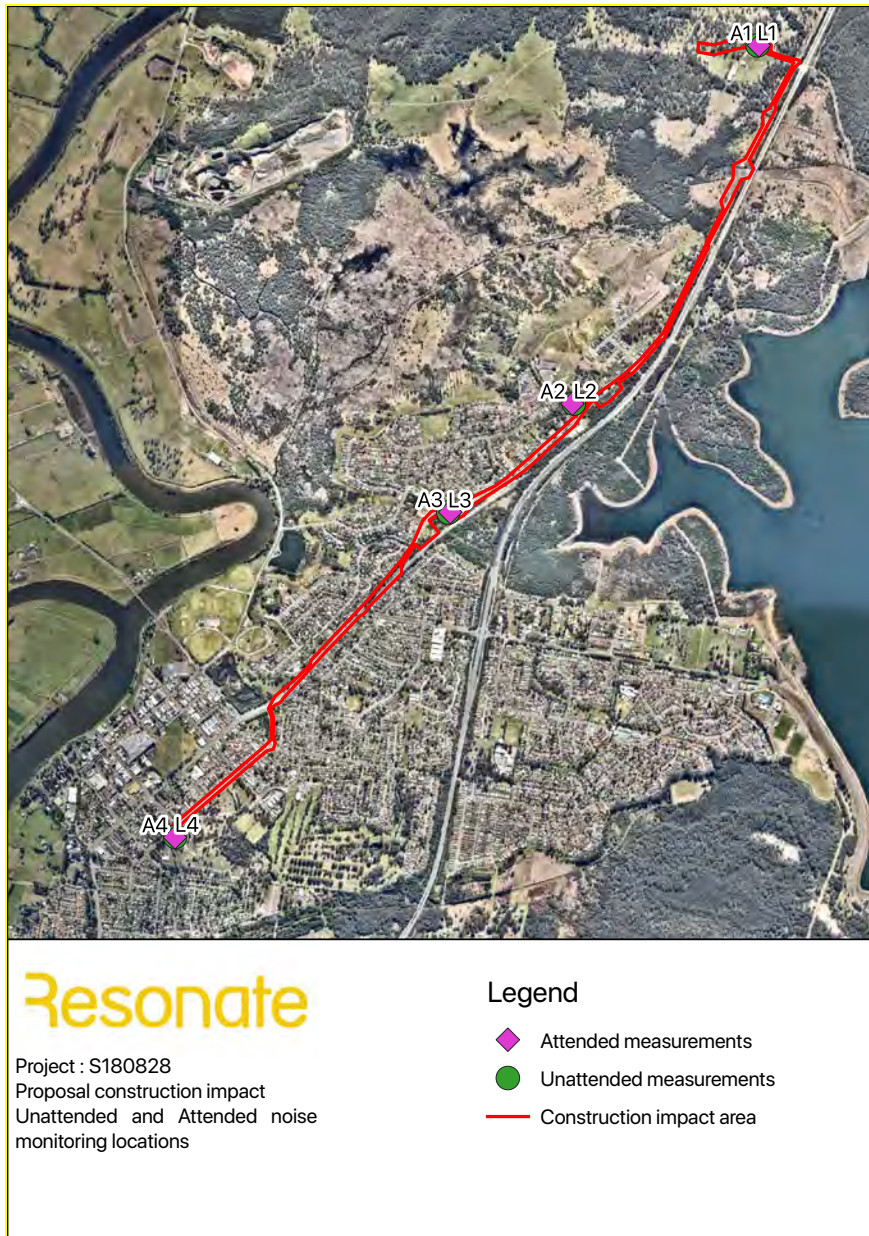 A1 L1
A2 L2
A3 L3
A4 L4
Resonate
Project : S180828
Proposal construction impact
Unattended and Attended noise
monitoring locations
Legend
Attended measurements
Unattended measurements
Construction impact area